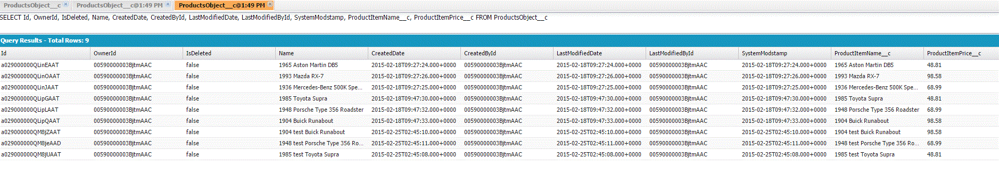 ProductsObject__c ProductsObject__c@1:49 PM ProductsObject__c@1:49 PM
SELECT Id, OwnerId, IsDeleted, Name, CreatedDate, CreatedById, LastModifiedDate, LastModifiedById, SystemModstamp, ProductItemName__c, ProductItemPrice__c FROM ProductsObject__c
Query Results - Total Rows: 9
Id OwnerId IsDeleted Name CreatedDate CreatedById LastModifiedDate LastModifiedById SystemModstamp ProductItemName__c ProductItemPrice__c
a029000000QLinEAAT 00590000003BjtmAAC false 1965 Aston Martin DB5 2015-02-18T09:27:24.000+0000 00590000003BjtmAAC 2015-02-18T09:27:24.000+0000 00590000003BjtmAAC 2015-02-18T09:27:24.000+0000 1965 Aston Martin DB5 48.81
a029000000QLinOAAT 00590000003BjtmAAC false 1993 Mazda RX-7 2015-02-18T09:27:26.000+0000 00590000003BjtmAAC 2015-02-18T09:27:26.000+0000 00590000003BjtmAAC 2015-02-18T09:27:26.000+0000 1993 Mazda RX-7 98.58
a029000000QLinJAAT 00590000003BjtmAAC false 1936 Mercedes-Benz 500K Spe... 2015-02-18T09:27:25.000+0000 00590000003BjtmAAC 2015-02-18T09:27:25.000+0000 00590000003BjtmAAC 2015-02-18T09:27:25.000+0000 1936 Mercedes-Benz 500K Spe... 68.99
a029000000QLipGAAT 00590000003BjtmAAC false 1985 Toyota Supra 2015-02-18T09:47:30.000+0000 00590000003BjtmAAC 2015-02-18T09:47:30.000+0000 00590000003BjtmAAC 2015-02-18T09:47:30.000+0000 1985 Toyota Supra 48.81
a029000000QLipLAAT 00590000003BjtmAAC false 1948 Porsche Type 356 Roadster 2015-02-18T09:47:32.000+0000 00590000003BjtmAAC 2015-02-18T09:47:32.000+0000 00590000003BjtmAAC 2015-02-18T09:47:32.000+0000 1948 Porsche Type 356 Roadster 68.99
a029000000QLipQAAT 00590000003BjtmAAC false 1904 Buick Runabout 2015-02-18T09:47:33.000+0000 00590000003BjtmAAC 2015-02-18T09:47:33.000+0000 00590000003BjtmAAC 2015-02-18T09:47:33.000+0000 1904 Buick Runabout 98.58
a029000000QM8jZAAT 00590000003BjtmAAC false 1904 test Buick Runabout 2015-02-25T02:45:10.000+0000 00590000003BjtmAAC 2015-02-25T02:45:10.000+0000 00590000003BjtmAAC 2015-02-25T02:45:10.000+0000 1904 test Buick Runabout 98.58
a029000000QM8jeAAD 00590000003BjtmAAC false 1948 test Porsche Type 356 Ro... 2015-02-25T02:45:11.000+0000 00590000003BjtmAAC 2015-02-25T02:45:11.000+0000 00590000003BjtmAAC 2015-02-25T02:45:11.000+0000 1948 test Porsche Type 356 Ro... 68.99
a029000000QM8jUAAT 00590000003BjtmAAC false 1985 test Toyota Supra 2015-02-25T02:45:08.000+0000 00590000003BjtmAAC 2015-02-25T02:45:08.000+0000 00590000003BjtmAAC 2015-02-25T02:45:08.000+0000 1985 test Toyota Supra 48.81